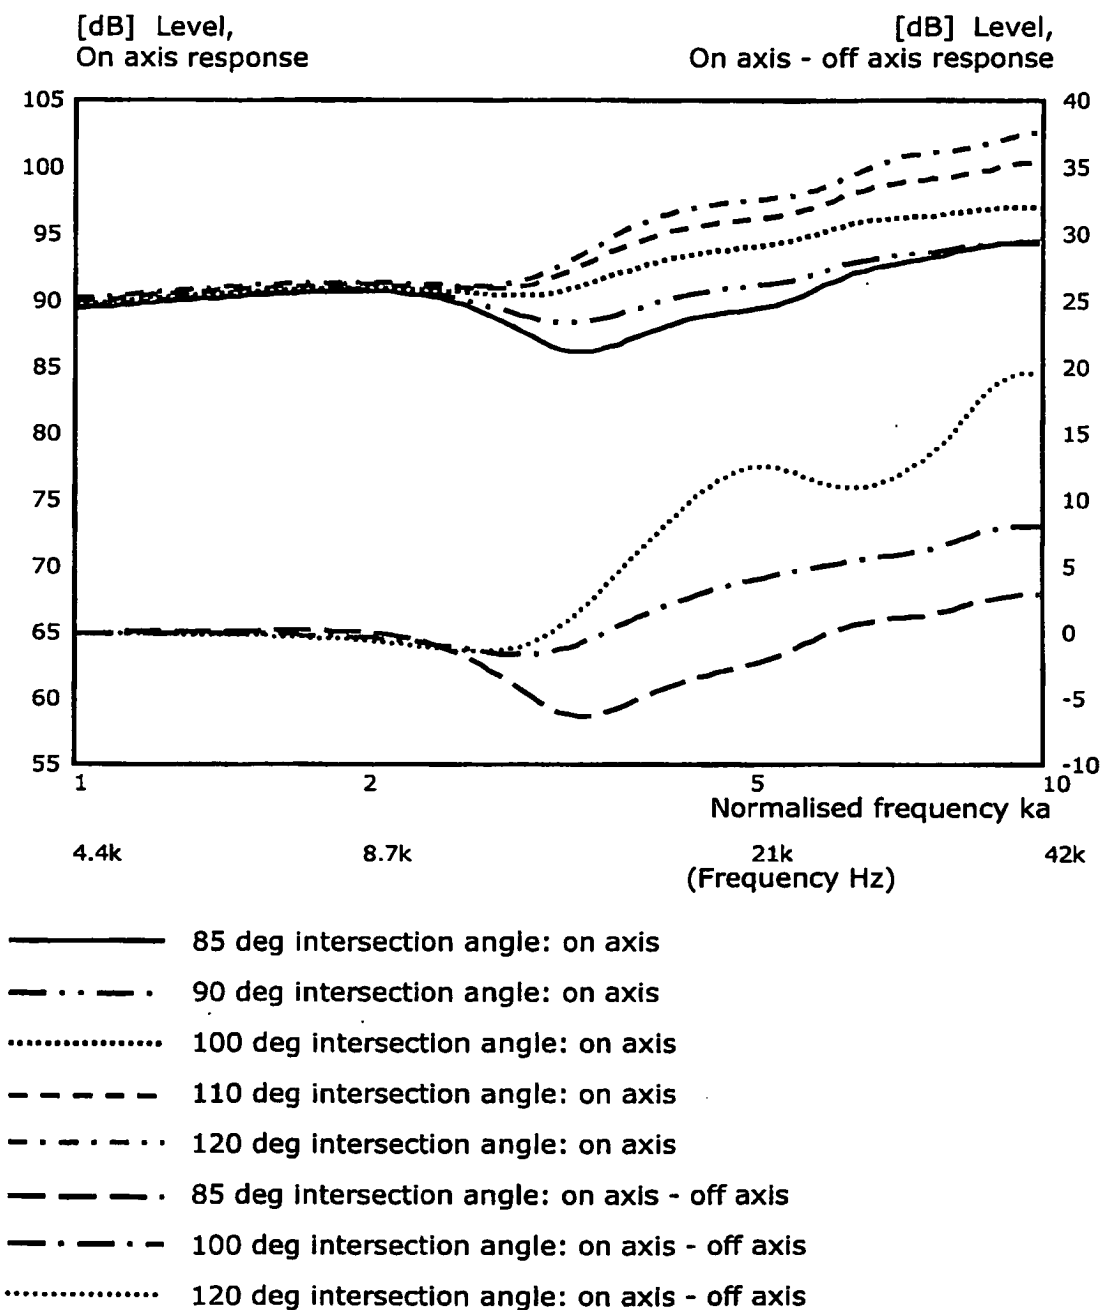 [dB] Level,
On axis response
[dB] Level,
On axis - off axis response
105
100
95
90
85
80
75
70
65
60
55
40
35
30
25
20
15
10
5
0
-5
-10
1
2
5
10
Normalised frequency ka
4.4k
8.7k
21k
42k
(Frequency Hz)
85 deg intersection angle: on axis
90 deg intersection angle: on axis
100 deg intersection angle: on axis
110 deg intersection angle: on axis
120 deg intersection angle: on axis
85 deg intersection angle: on axis - off axis
100 deg intersection angle: on axis - off axis
120 deg intersection angle: on axis - off axis